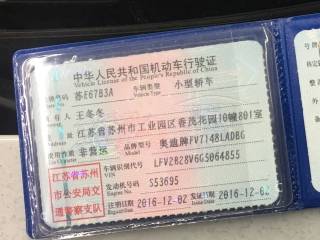 中华人民共和国机动车行驶证
Vehicle License of the People's Republic of China
号牌号码 苏E67B3A 车辆类型 小型轿车
有人 王冬冬
址 江苏省苏州市工业园区香茂花园10幢801室
使用性质 非营运 品牌型号 奥迪牌FV7148LADBG
江苏省苏州市公安局交通警察支队
车辆识别代号 VIN LFV2B28V6G5064855
发动机号码 S53695
注册日期 2016-12-02 发证日期 2016-12-02